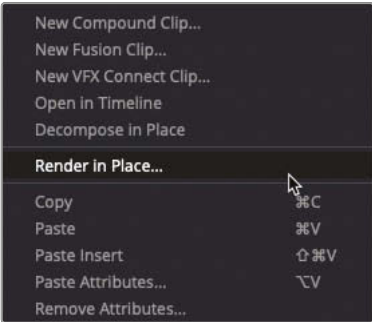 New Compound Clip...
New Fusion Clip...
New VFX Connect Clip...
Open in Timeline
Decompose in Place
Render in Place...
Copy ⌘C
Paste ⌘V
Paste Insert ⇧⌘V
Paste Attributes... ⌥V
Remove Attributes...